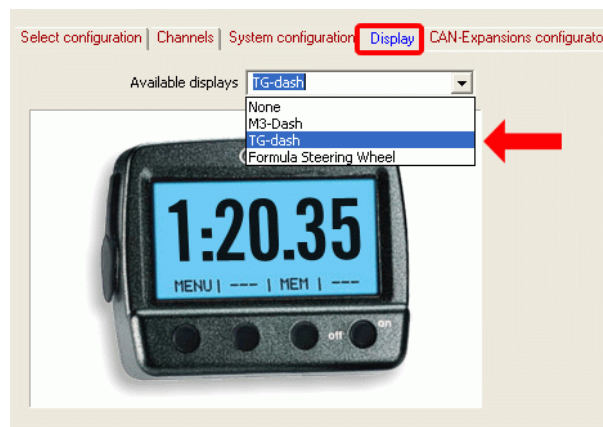 Select configuration | Channels | System configuration Display CAN-Expansions configurato
Available displays TG-dash
None
M3-Dash
TG-dash
Formula Steering Wheel
1:20.35
MENU | --- | MEM | ---
off on